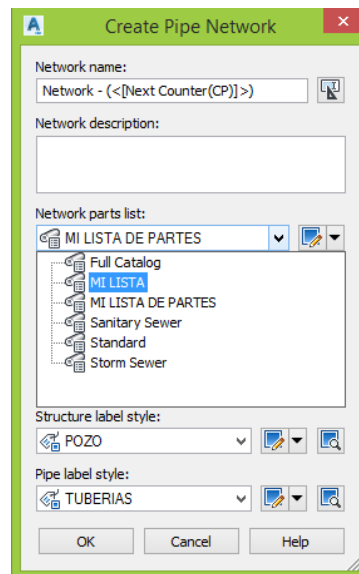 Create Pipe Network
Network name:
Network - (<[Next Counter(CP)]>)
Network description:
Network parts list:
MI LISTA DE PARTES
Full Catalog
MI LISTA
MI LISTA DE PARTES
Sanitary Sewer
Standard
Storm Sewer
Structure label style:
POZO
Pipe label style:
TUBERIAS
OK Cancel Help